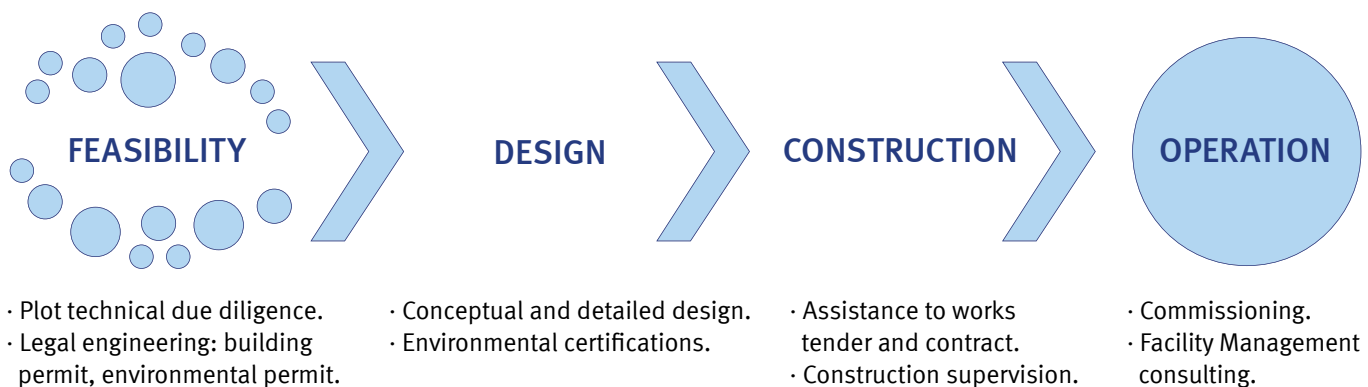 FEASIBILITY
DESIGN
CONSTRUCTION
OPERATION
· Plot technical due diligence.
· Legal engineering: building
permit, environmental permit.
· Conceptual and detailed design.
· Environmental certifications.
· Assistance to works
tender and contract.
· Construction supervision.
· Commissioning.
· Facility Management
consulting.